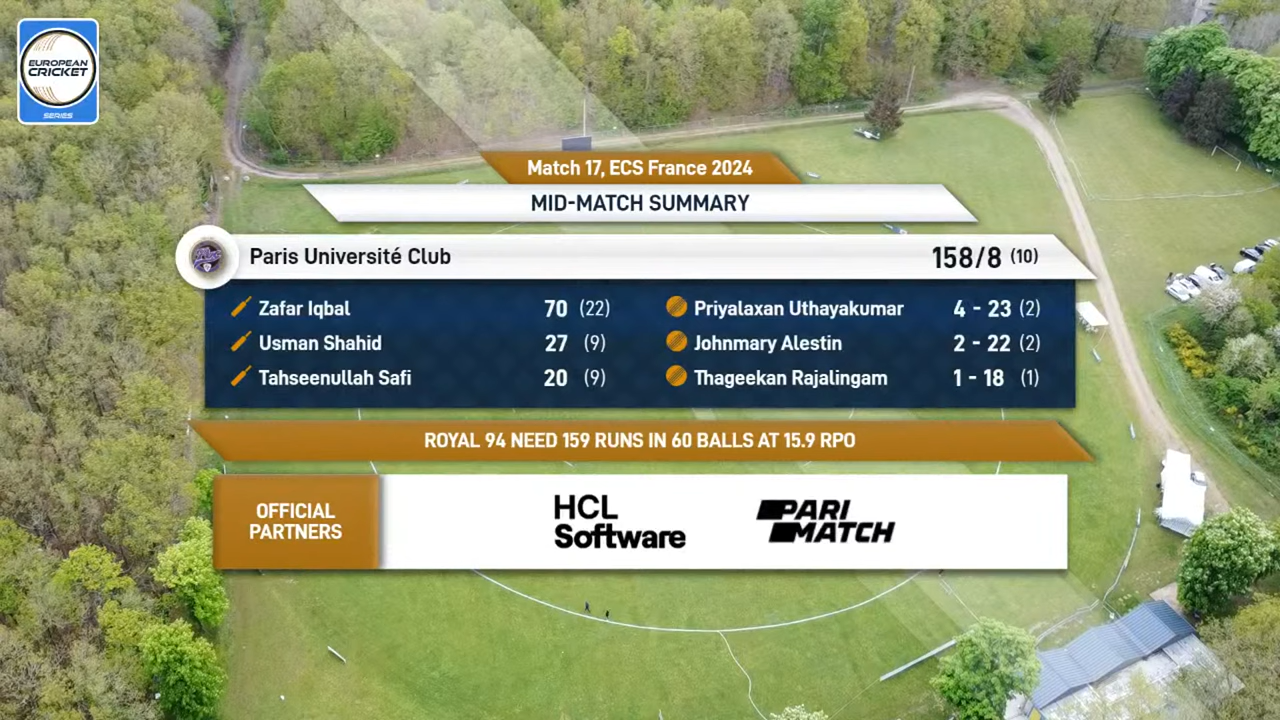 EUROPEAN
CRICKET
SERIES
Match 17, ECS France 2024
MID-MATCH SUMMARY
Paris Université Club 158/8 (10)
Zafar Iqbal 70 (22) Priyalaxan Uthayakumar 4 - 23 (2)
Usman Shahid 27 (9) Johnmary Alestin 2 - 22 (2)
Tahseenullah Safi 20 (9) Thageekan Rajalingam 1 - 18 (1)
ROYAL 94 NEED 159 RUNS IN 60 BALLS AT 15.9 RPO
OFFICIAL
PARTNERS
HCL
Software
PARI
MATCH